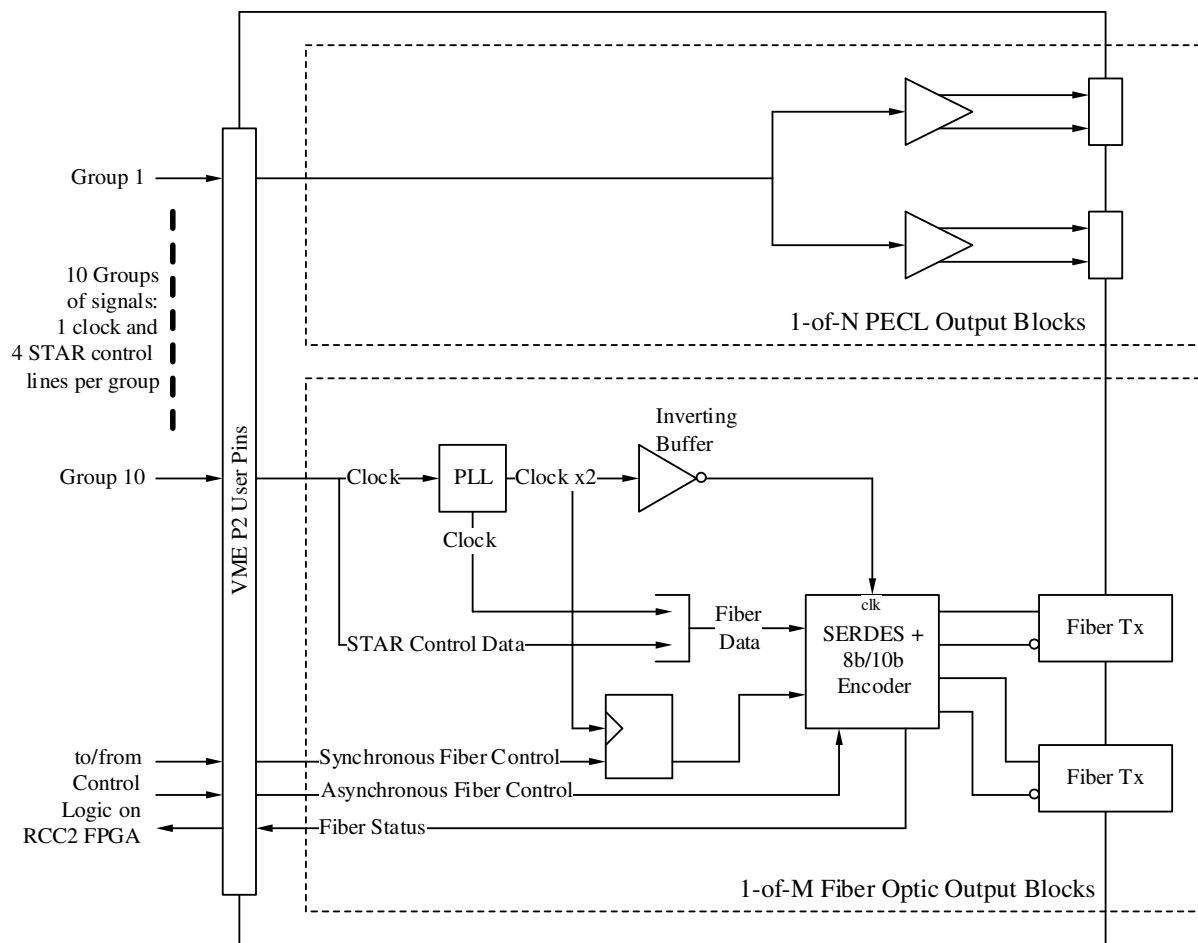 Group 1
10 Groups
of signals:
1 clock and
4 STAR control
lines per group
Group 10
VME P2 User Pins
1-of-N PECL Output Blocks
Inverting
Buffer
Clock
PLL
Clock x2
Clock
clk
STAR Control Data
Fiber
Data
SERDES +
8b/10b
Encoder
Fiber Tx
Fiber Tx
to/from
Control
Logic on
RCC2 FPGA
Synchronous Fiber Control
Asynchronous Fiber Control
Fiber Status
1-of-M Fiber Optic Output Blocks